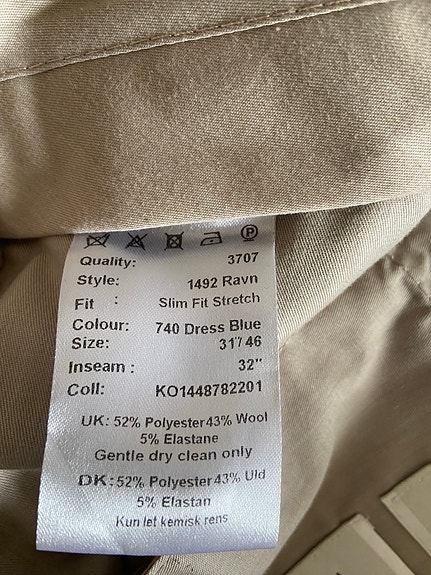 P
Quality: 3707
Style: 1492 Ravn
Fit : Slim Fit Stretch
Colour: 740 Dress Blue
Size: 31"/46
Inseam : 32"
Coll: KO1448782201
UK: 52% Polyester 43% Wool
5% Elastane
Gentle dry clean only
DK: 52% Polyester 43% Uld
5% Elastan
Kun let kemisk rens